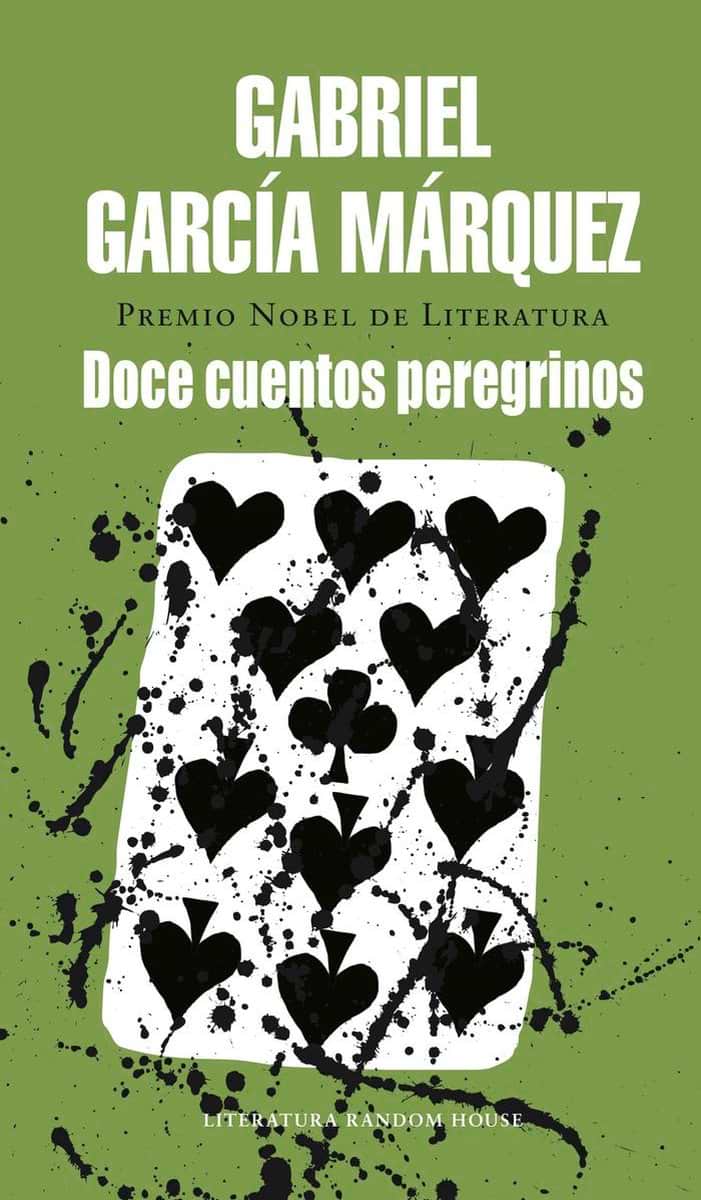 GABRIEL
GARCÍA MÁRQUEZ
PREMIO NOBEL DE LITERATURA
Doce cuentos peregrinos
LITERATURA RANDOM HOUSE